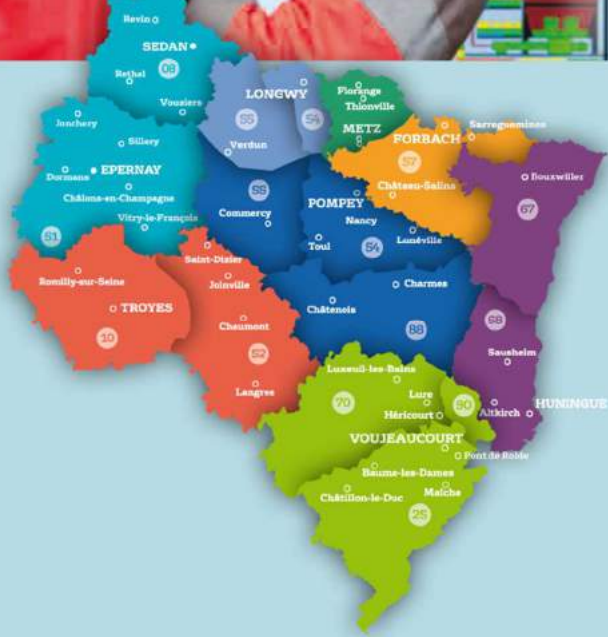 Revin
SEDAN
08
Rethel
Vouziers
LONGWY
55
54
Verdun
Florange
Thionville
METZ
FORBACH
Sarreguemines
57
Château-Salins
Jonchery
Sillery
Dormans
EPERNAY
Châlons-en-Champagne
Vitry-le-François
51
55
Commercy
POMPEY
Nancy
Toul
54
Lunéville
Bouxwiller
67
Romilly-sur-Seine
TROYES
10
Saint-Dizier
Joinville
Chaumont
52
Langres
Châtenois
Charmes
88
68
Sausheim
Altkirch
HUNINGUE
Luxeuil-les-Bains
70
Lure
90
Héricourt
VOUJEAUCOURT
Pont de Roide
Baume-les-Dames
Châtillon-le-Duc
Maîche
25